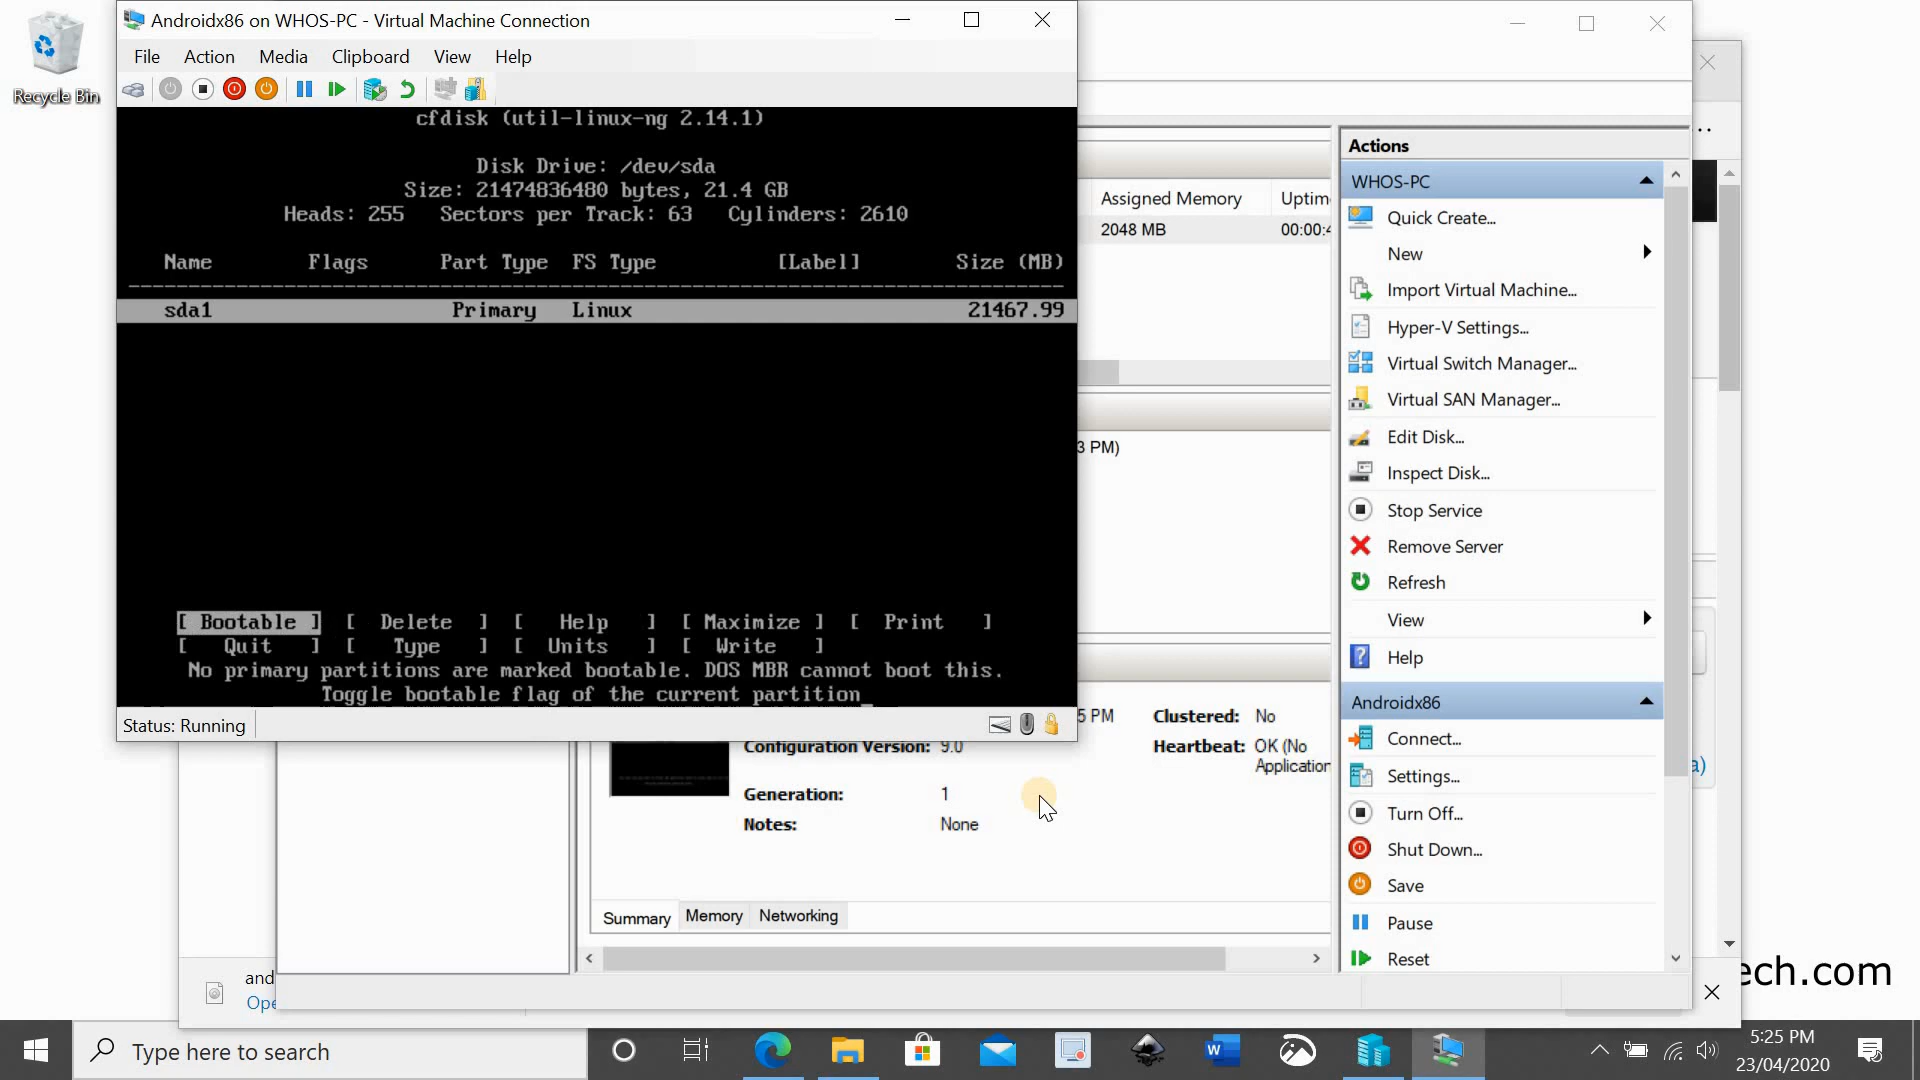 Recycle Bin
Androidx86 on WHOS-PC - Virtual Machine Connection
File Action Media Clipboard View Help
cfdisk (util-linux-ng 2.14.1)
Disk Drive: /dev/sda
Size: 21474836480 bytes, 21.4 GB
Heads: 255 Sectors per Track: 63 Cylinders: 2610
Name Flags Part Type FS Type [Label] Size (MB)
sda1 Primary Linux 21467.99
[ Bootable ] [ Delete ] [ Help ] [ Maximize ] [ Print ]
[ Quit ] [ Type ] [ Units ] [ Write ]
No primary partitions are marked bootable. DOS MBR cannot boot this.
Toggle bootable flag of the current partition_
Status: Running
Assigned Memory Uptim
2048 MB 00:00:4
3 PM)
5 PM Clustered: No
Configuration Version: 9.0 Heartbeat: OK (No
Application
Generation: 1
Notes: None
Summary Memory Networking
Actions
WHOS-PC
Quick Create...
New
Import Virtual Machine...
Hyper-V Settings...
Virtual Switch Manager...
Virtual SAN Manager...
Edit Disk...
Inspect Disk...
Stop Service
Remove Server
Refresh
View
Help
Androidx86
Connect...
Settings...
Turn Off...
Shut Down...
Save
Pause
Reset
a)
and
Ope
ech.com
Type here to search
5:25 PM
23/04/2020